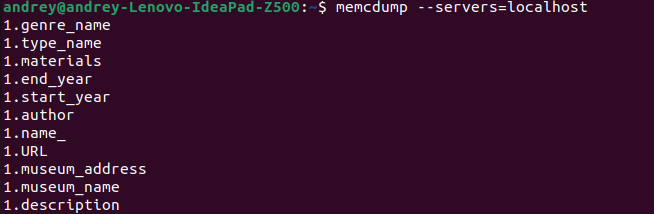 andrey@andrey-Lenovo-IdeaPad-Z500:~$ memcdump --servers=localhost
1.genre_name
1.type_name
1.materials
1.end_year
1.start_year
1.author
1.name_
1.URL
1.museum_address
1.museum_name
1.description